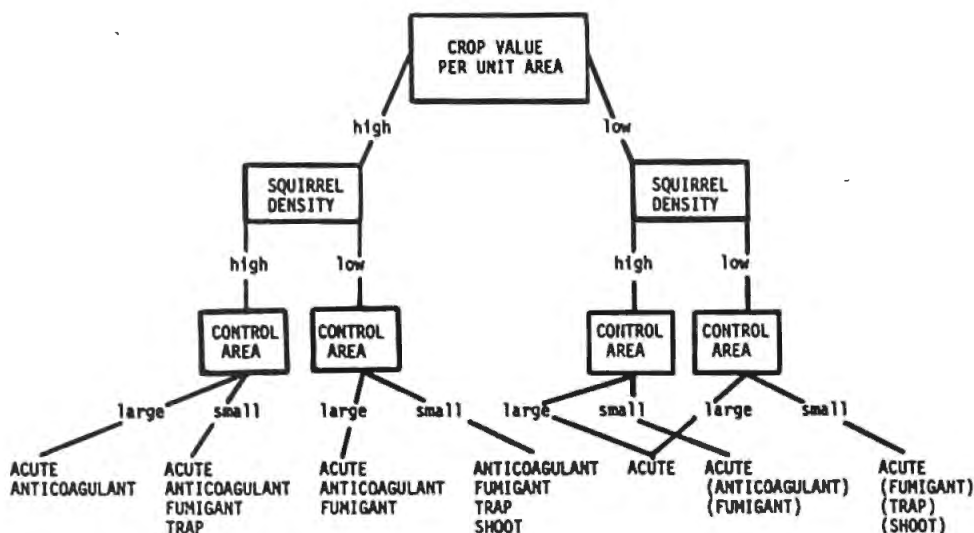 CROP VALUE
PER UNIT AREA
high
low
SQUIRREL
DENSITY
SQUIRREL
DENSITY
high
low
high
low
CONTROL
AREA
CONTROL
AREA
CONTROL
AREA
CONTROL
AREA
large
small
large
small
large
small
large
small
ACUTE
ANTICOAGULANT
ACUTE
ANTICOAGULANT
FUMIGANT
TRAP
ACUTE
ANTICOAGULANT
FUMIGANT
ANTICOAGULANT
FUMIGANT
TRAP
SHOOT
ACUTE
ACUTE
(ANTICOAGULANT)
(FUMIGANT)
ACUTE
(FUMIGANT)
(TRAP)
(SHOOT)